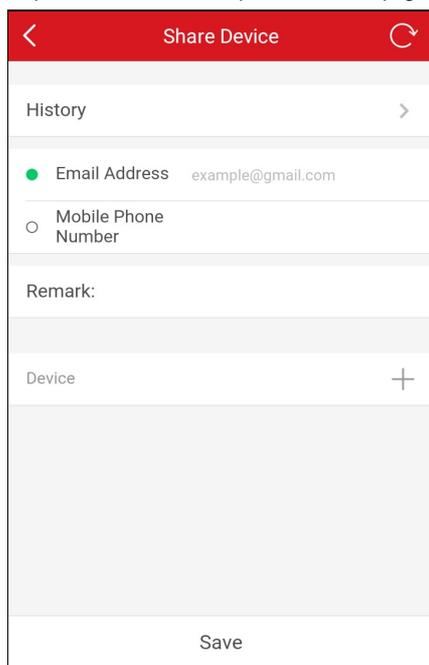 Share Device
History
Email Address example@gmail.com
Mobile Phone
Number
Remark:
Device
Save